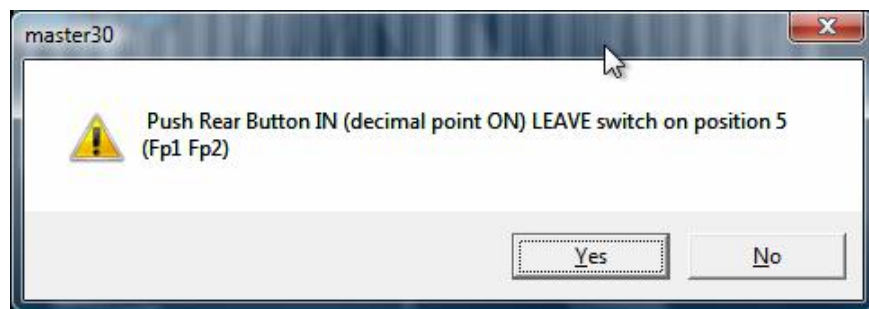 master30
Push Rear Button IN (decimal point ON) LEAVE switch on position 5
(Fp1 Fp2)
Yes No